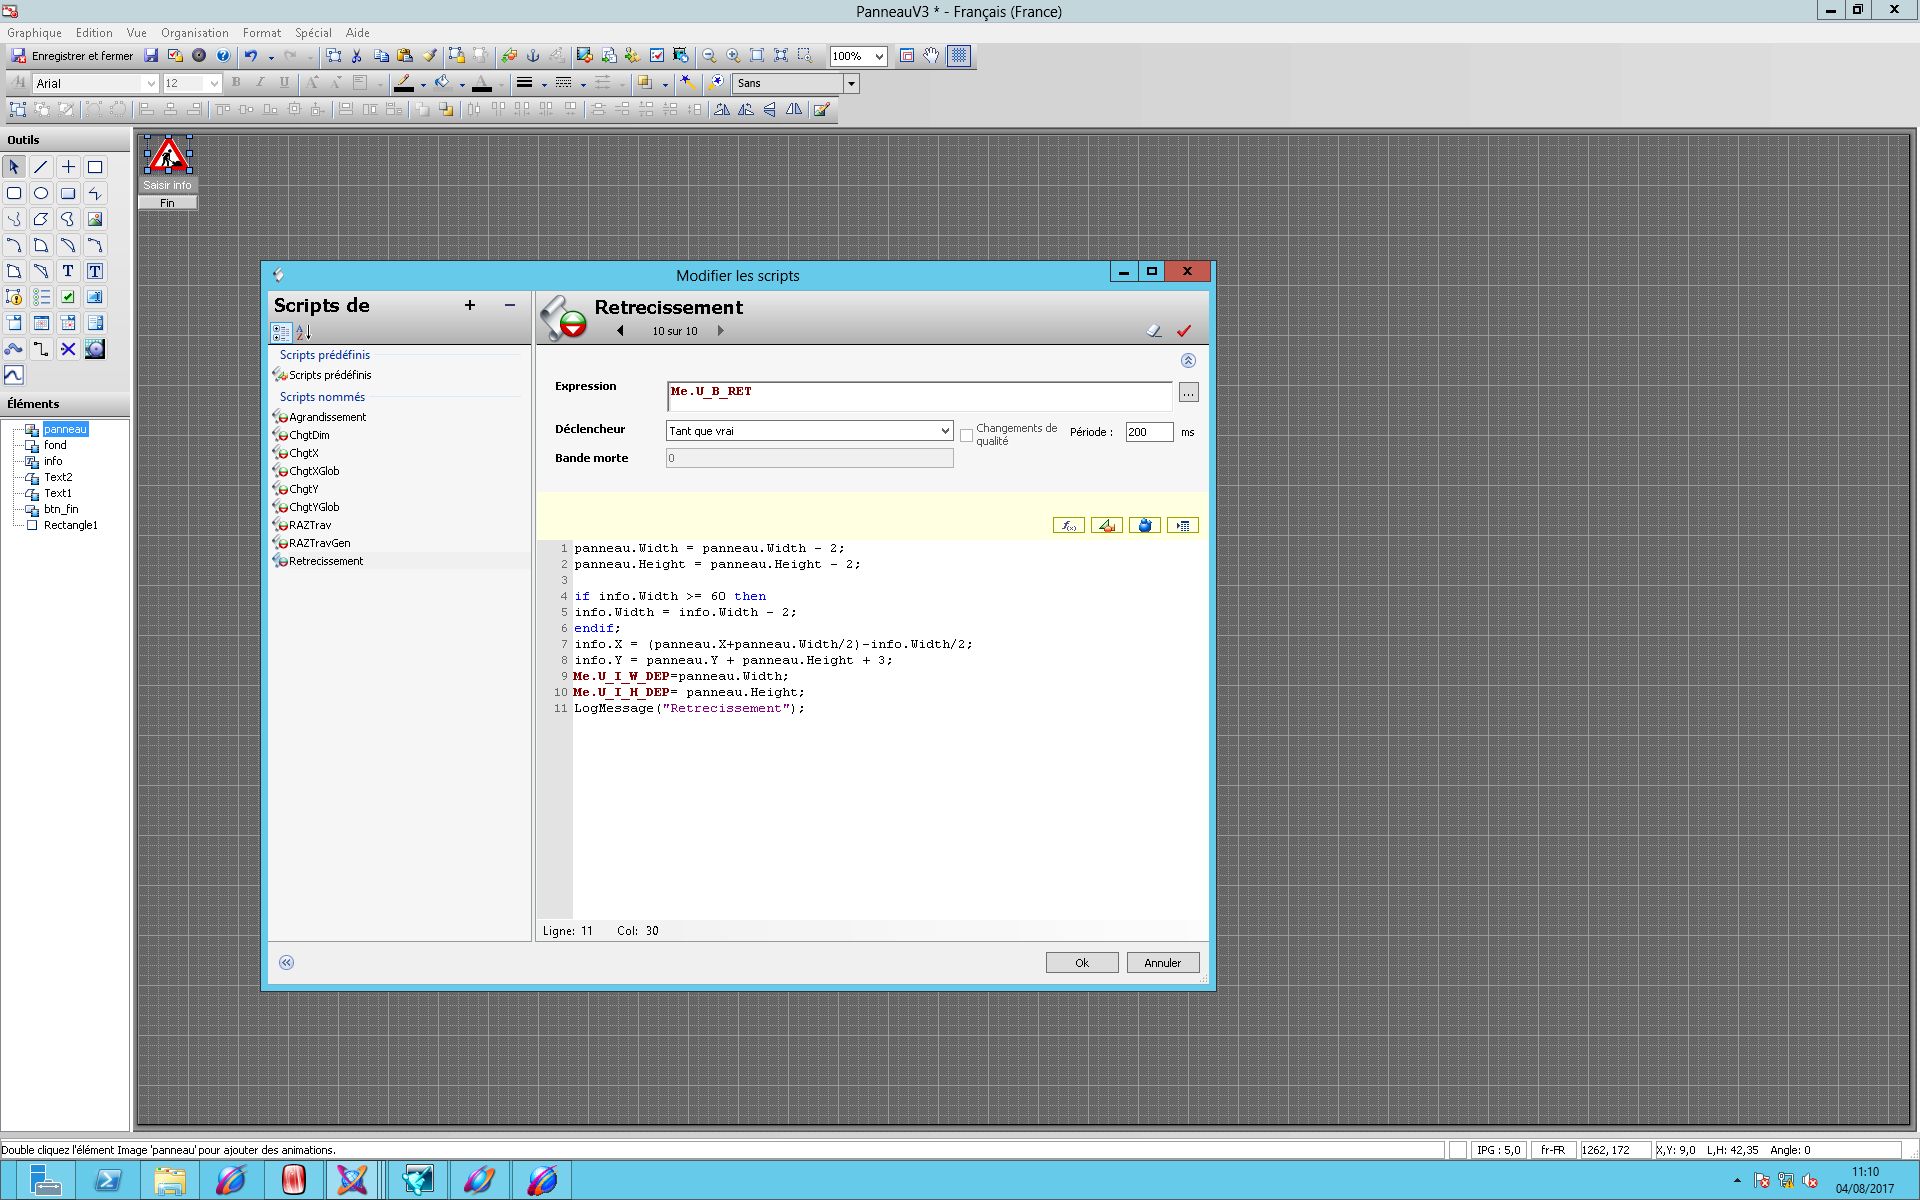 PanneauV3 * - Français (France)
Graphique Edition Vue Organisation Format Spécial Aide
Enregistrer et fermer 100%
Arial 12 B I U Sans
Outils
Saisir info
Fin
Éléments
panneau
fond
info
Text2
Text1
btn_fin
Rectangle1
Modifier les scripts
Scripts de + -
Scripts prédéfinis
Scripts prédéfinis
Scripts nommés
Agrandissement
ChgtDim
ChgtX
ChgtXGlob
ChgtY
ChgtYGlob
RAZTrav
RAZTravGen
Retrecissement
Retrecissement
10 sur 10
Expression Me.U_B_RET ...
Déclencheur Tant que vrai Changements de qualité Période : 200 ms
Bande morte 0
1 panneau.Width = panneau.Width - 2;
2 panneau.Height = panneau.Height - 2;
3
4 if info.Width >= 60 then
5 info.Width = info.Width - 2;
6 endif;
7 info.X = (panneau.X+panneau.Width/2)-info.Width/2;
8 info.Y = panneau.Y + panneau.Height + 3;
9 Me.U_I_W_DEP=panneau.Width;
10 Me.U_I_H_DEP= panneau.Height;
11 LogMessage("Retrecissement");
Ligne: 11 Col: 30
Ok Annuler
Double cliquez l'élément Image 'panneau' pour ajouter des animations.
IPG : 5,0 fr-FR 1262, 172 X,Y: 9,0 L,H: 42,35 Angle: 0
11:10
04/08/2017